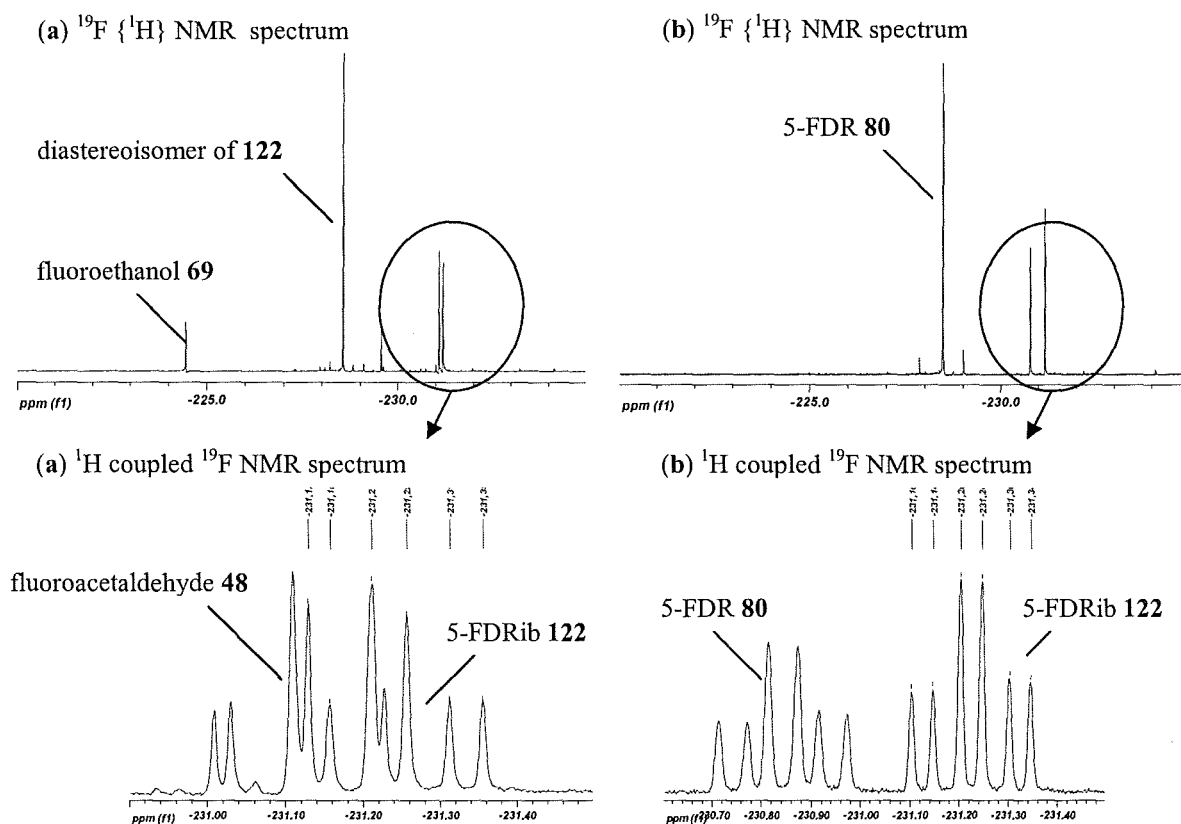 (a) ¹⁹F {¹H} NMR spectrum
diastereoisomer of 122
fluoroethanol 69
ppm (f1) -225.0 -230.0
(b) ¹⁹F {¹H} NMR spectrum
5-FDR 80
ppm (f1) -225.0 -230.0
(a) ¹H coupled ¹⁹F NMR spectrum
fluoroacetaldehyde 48
5-FDRib 122
ppm (f1) -231.0 -231.10 -231.20 -231.30 -231.40
(b) ¹H coupled ¹⁹F NMR spectrum
5-FDR 80
5-FDRib 122
ppm (f1) -230.80 -230.90 -231.00 -231.10 -231.20 -231.30 -231.40